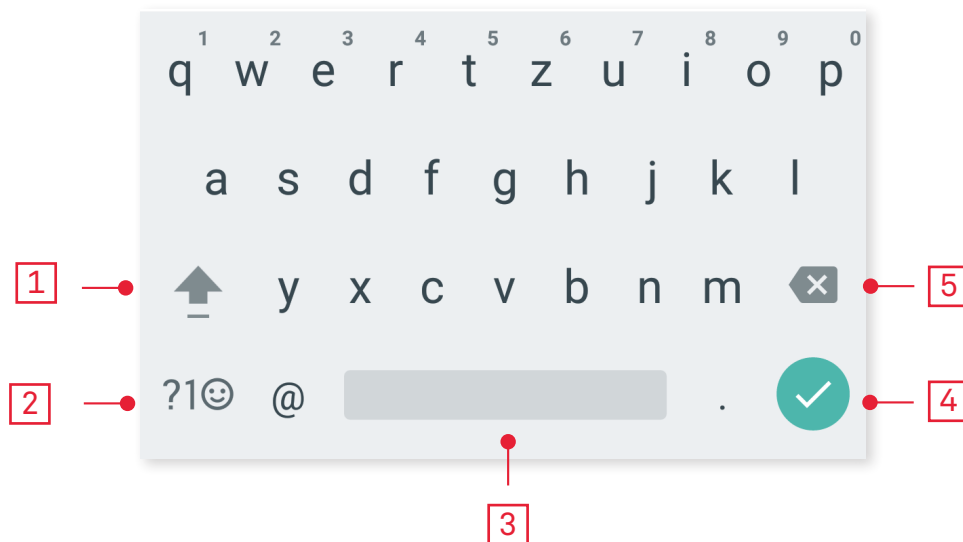 1 2 3 4 5 6 7 8 9 0
q w e r t z u i o p
a s d f g h j k l
1 y x c v b n m 5
2 ?1☺ @ . 4
3